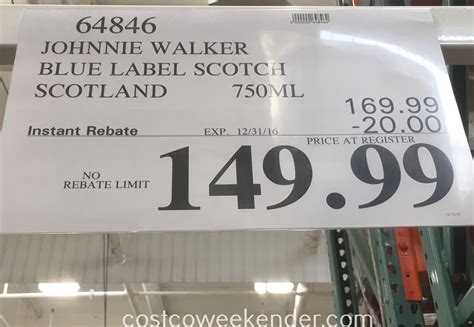 64846
JOHNNIE WALKER
BLUE LABEL SCOTCH
SCOTLAND 750ML
169.99
Instant Rebate EXP. 12/31/16 -20.00
PRICE AT REGISTER
NO
REBATE LIMIT
149.99
costcoweekender.com